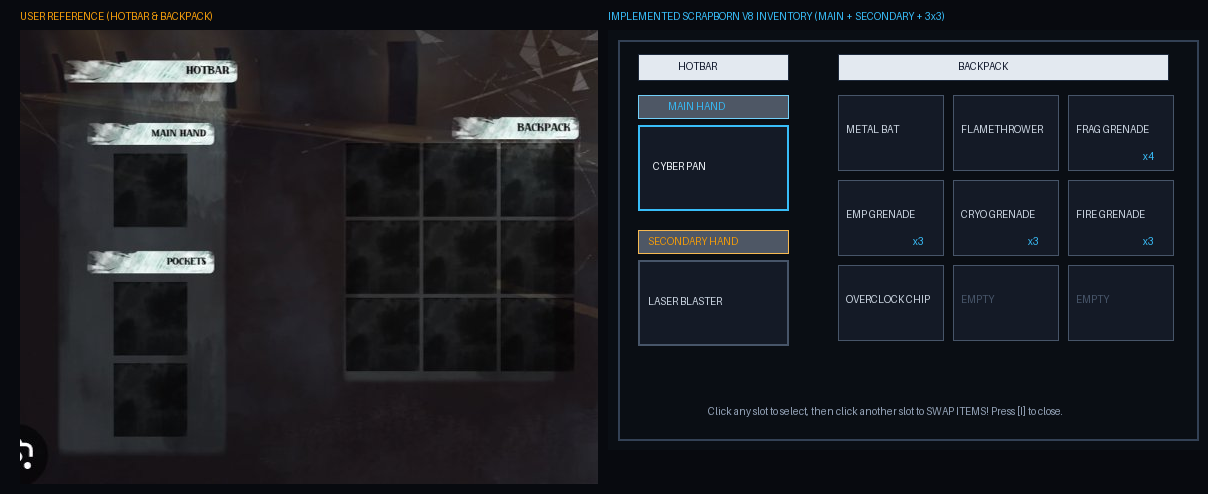 USER REFERENCE (HOTBAR & BACKPACK)
HOTBAR
MAIN HAND
POCKETS
BACKPACK
IMPLEMENTED SCRAPBORN V8 INVENTORY (MAIN + SECONDARY + 3x3)
HOTBAR
MAIN HAND
CYBER PAN
SECONDARY HAND
LASER BLASTER
BACKPACK
METAL BAT
FLAMETHROWER
FRAG GRENADE
x4
EMP GRENADE
x3
CRYO GRENADE
x3
FIRE GRENADE
x3
OVERCLOCK CHIP
EMPTY
EMPTY
Click any slot to select, then click another slot to SWAP ITEMS! Press [I] to close.